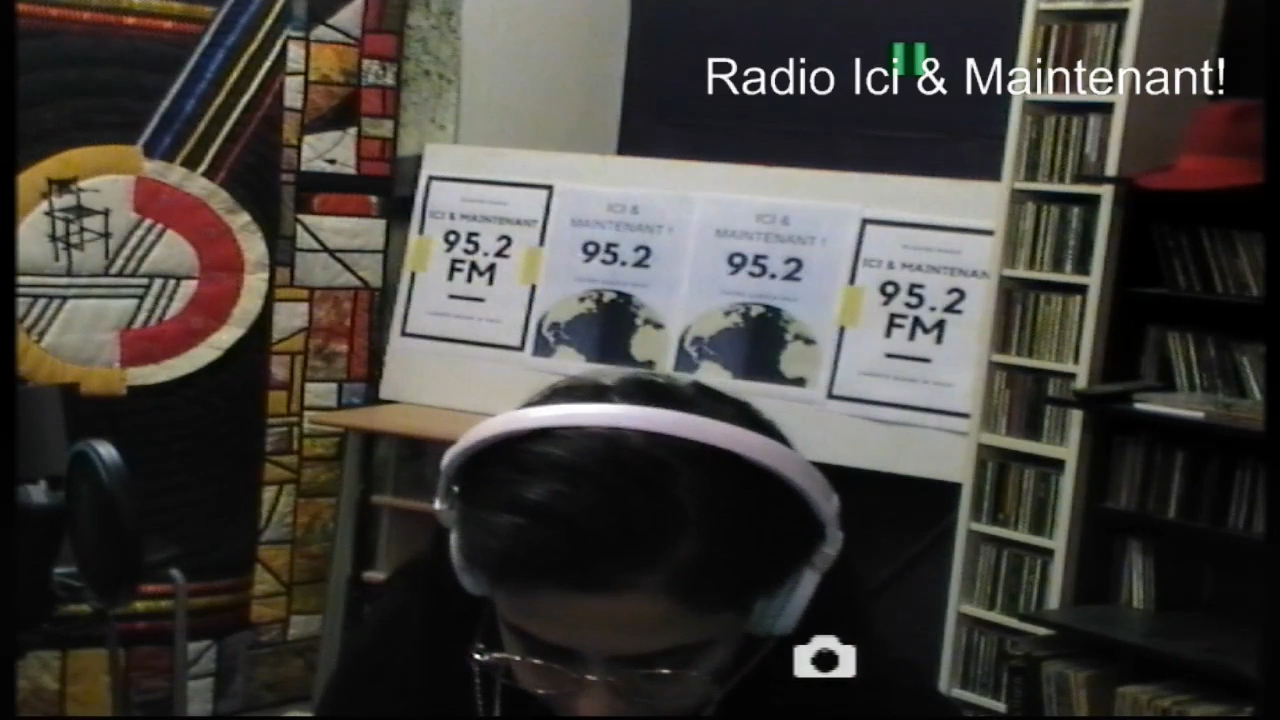 Radio Ici & Maintenant!
ICI & MAINTENANT
95.2
FM
ICI &
MAINTENANT !
95.2
ICI &
MAINTENANT !
95.2
ICI & MAINTENAN
95.2
FM